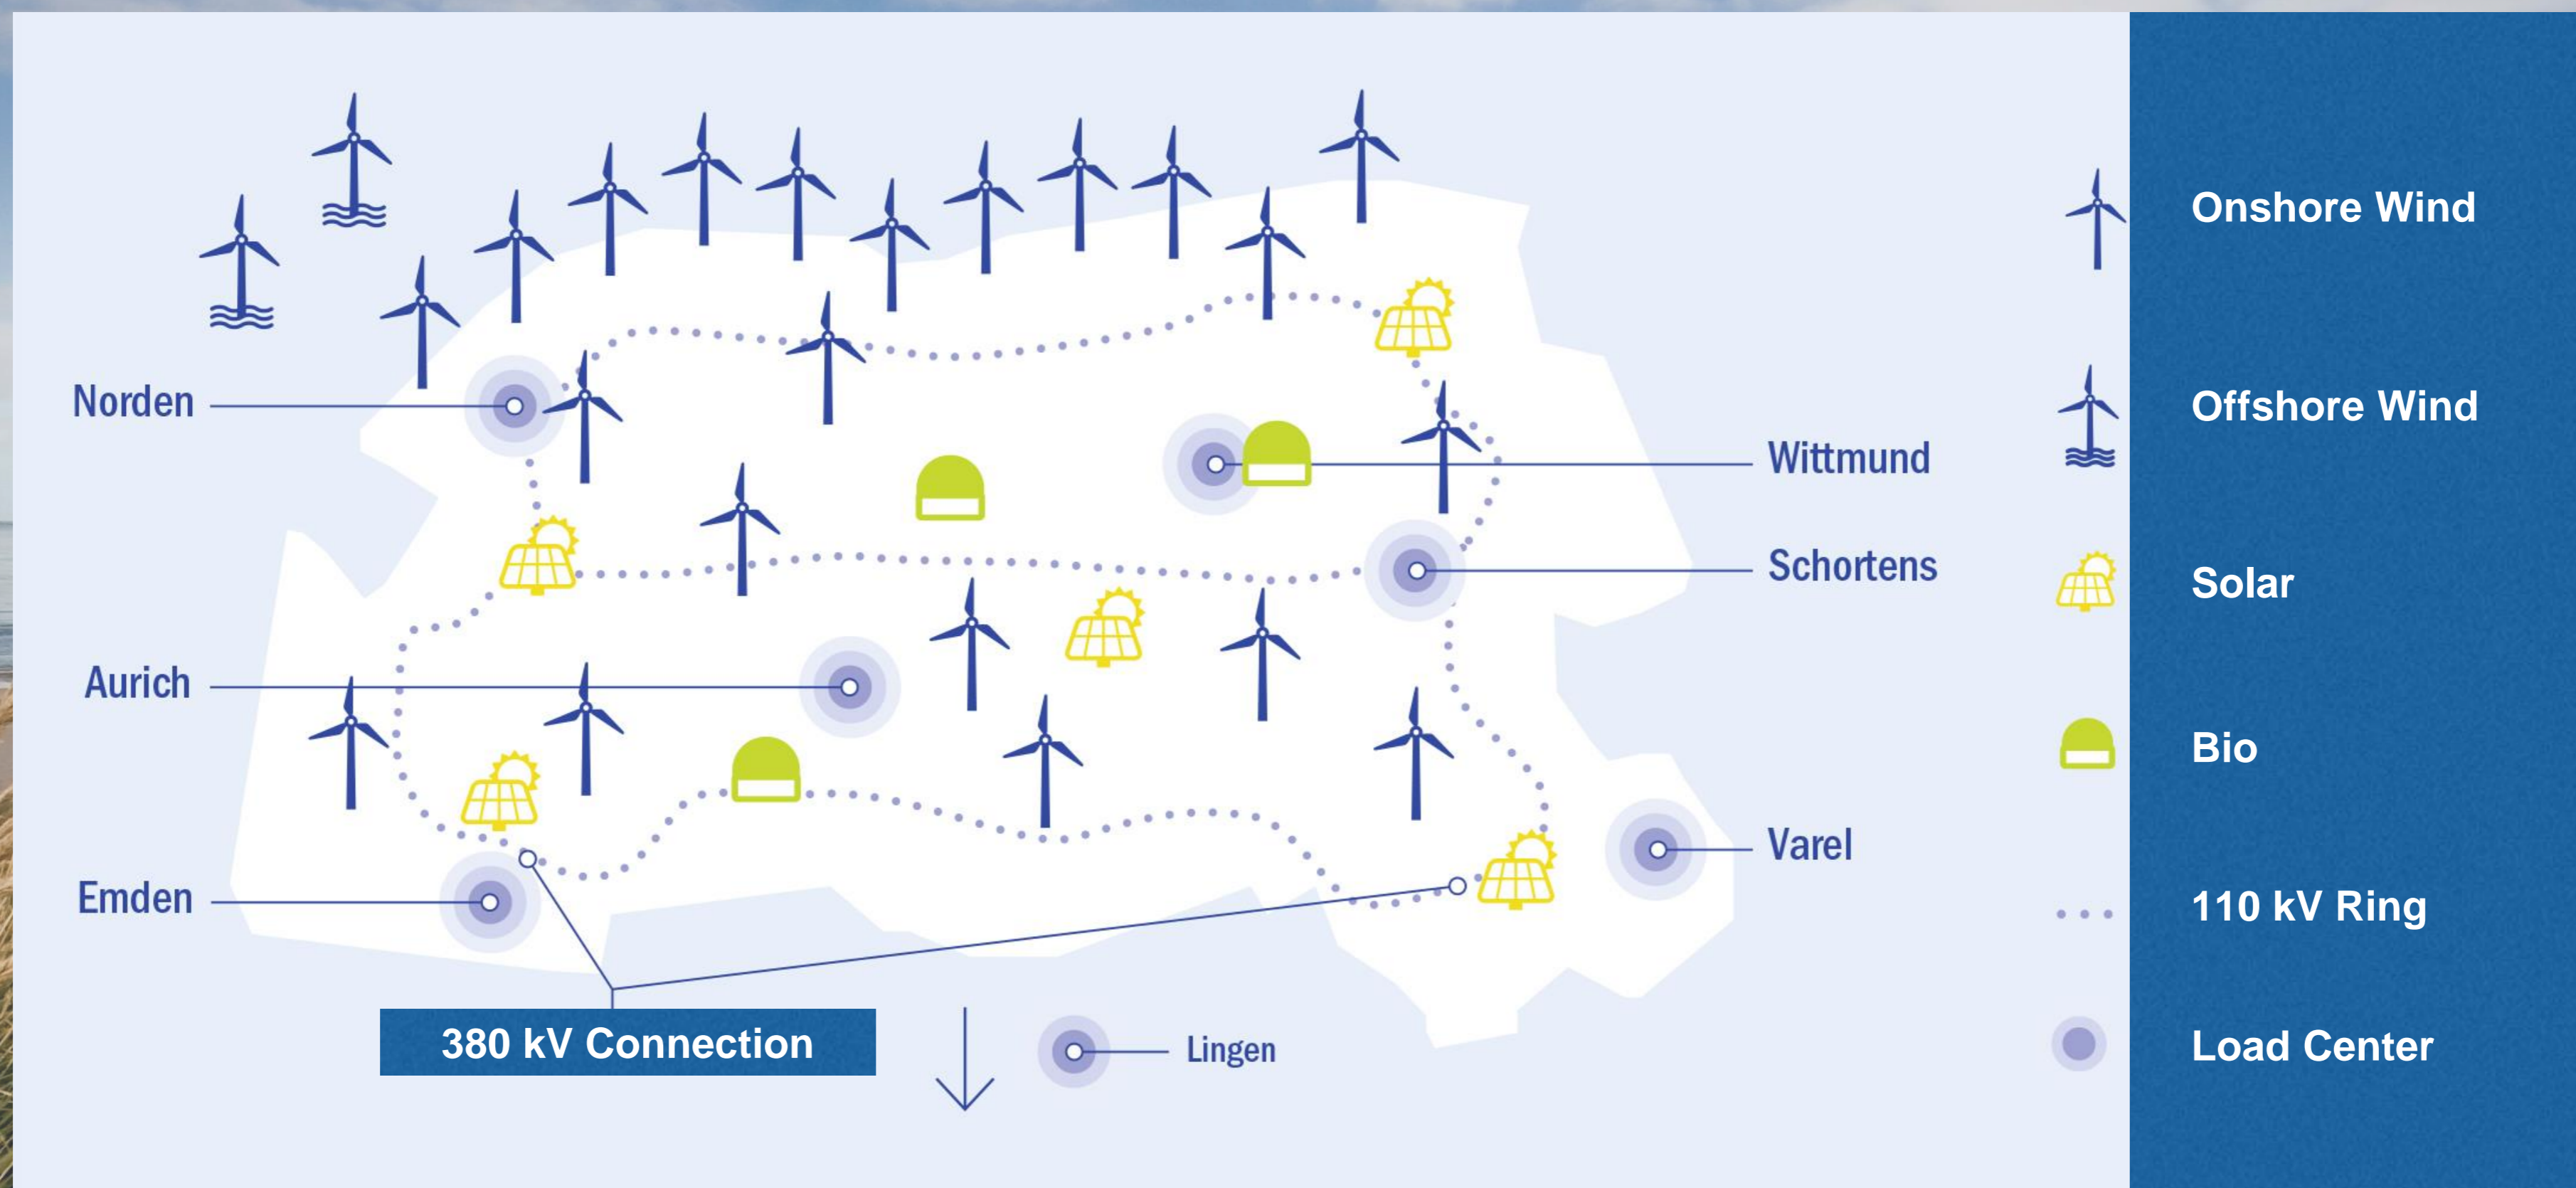 Norden
Wittmund
Schortens
Aurich
Varel
Emden
380 kV Connection
Lingen
Onshore Wind
Offshore Wind
Solar
Bio
110 kV Ring
Load Center